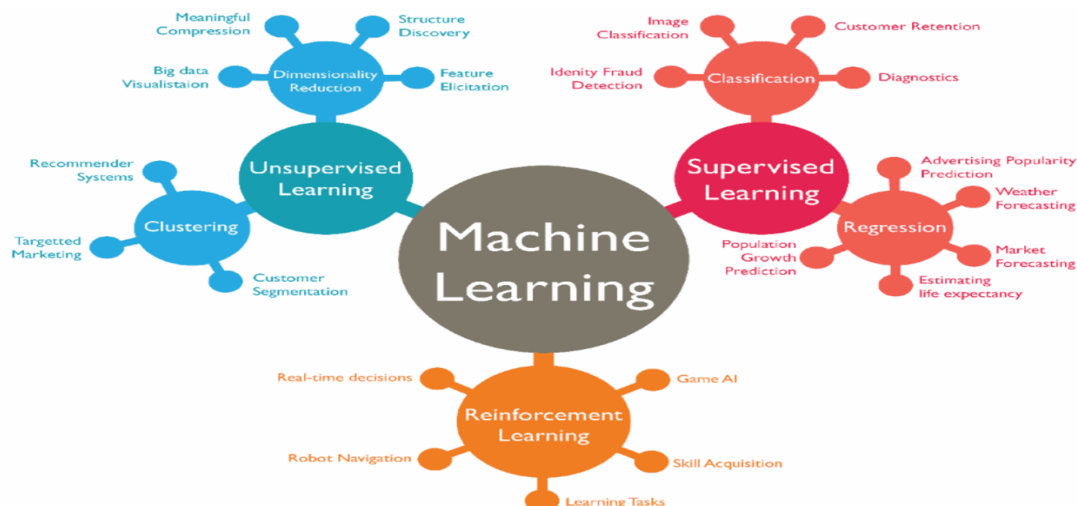 Meaningful
Compression
Structure
Discovery
Big data
Visualistaion
Dimensionality
Reduction
Feature
Elicitation
Unsupervised
Learning
Recommender
Systems
Clustering
Targetted
Marketing
Customer
Segmentation
Machine
Learning
Image
Classification
Customer Retention
Idenity Fraud
Detection
Classification
Diagnostics
Supervised
Learning
Advertising Popularity
Prediction
Weather
Forecasting
Regression
Population
Growth
Prediction
Market
Forecasting
Estimating
life expectancy
Real-time decisions
Game AI
Reinforcement
Learning
Robot Navigation
Skill Acquisition
Learning Tasks